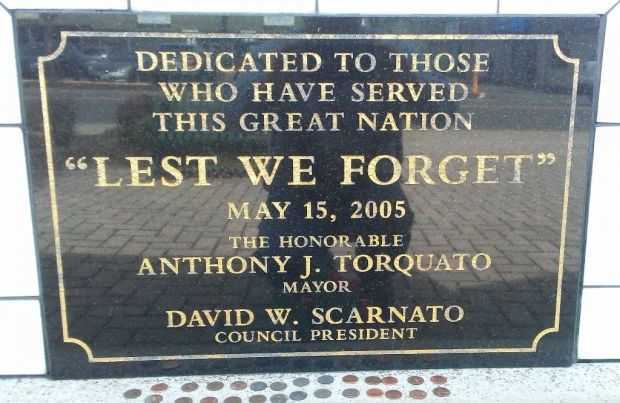 DEDICATED TO THOSE
WHO HAVE SERVED
THIS GREAT NATION
“LEST WE FORGET”
MAY 15, 2005
THE HONORABLE
ANTHONY J. TORQUATO
MAYOR
DAVID W. SCARNATO
COUNCIL PRESIDENT